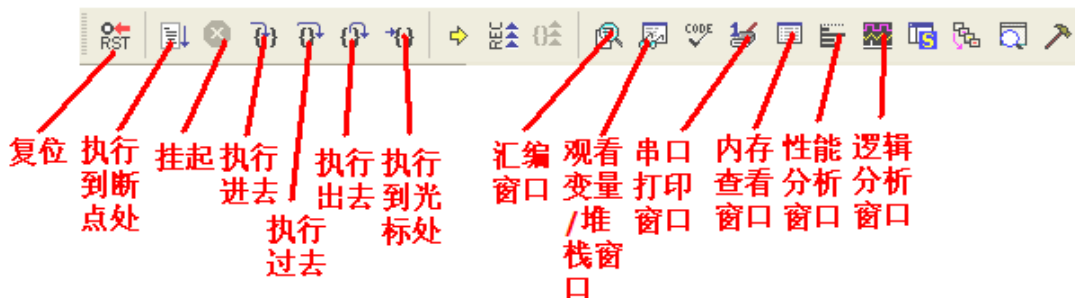 RST
REC
CODE
复位
执行
到断
点处
挂起
执行
进去
执行
过去
执行
出去
执行
到光
标处
汇编
窗口
观看
变量
/堆
栈窗
口
串口
打印
窗口
内存
查看
窗口
性能
分析
窗口
逻辑
分析
窗口